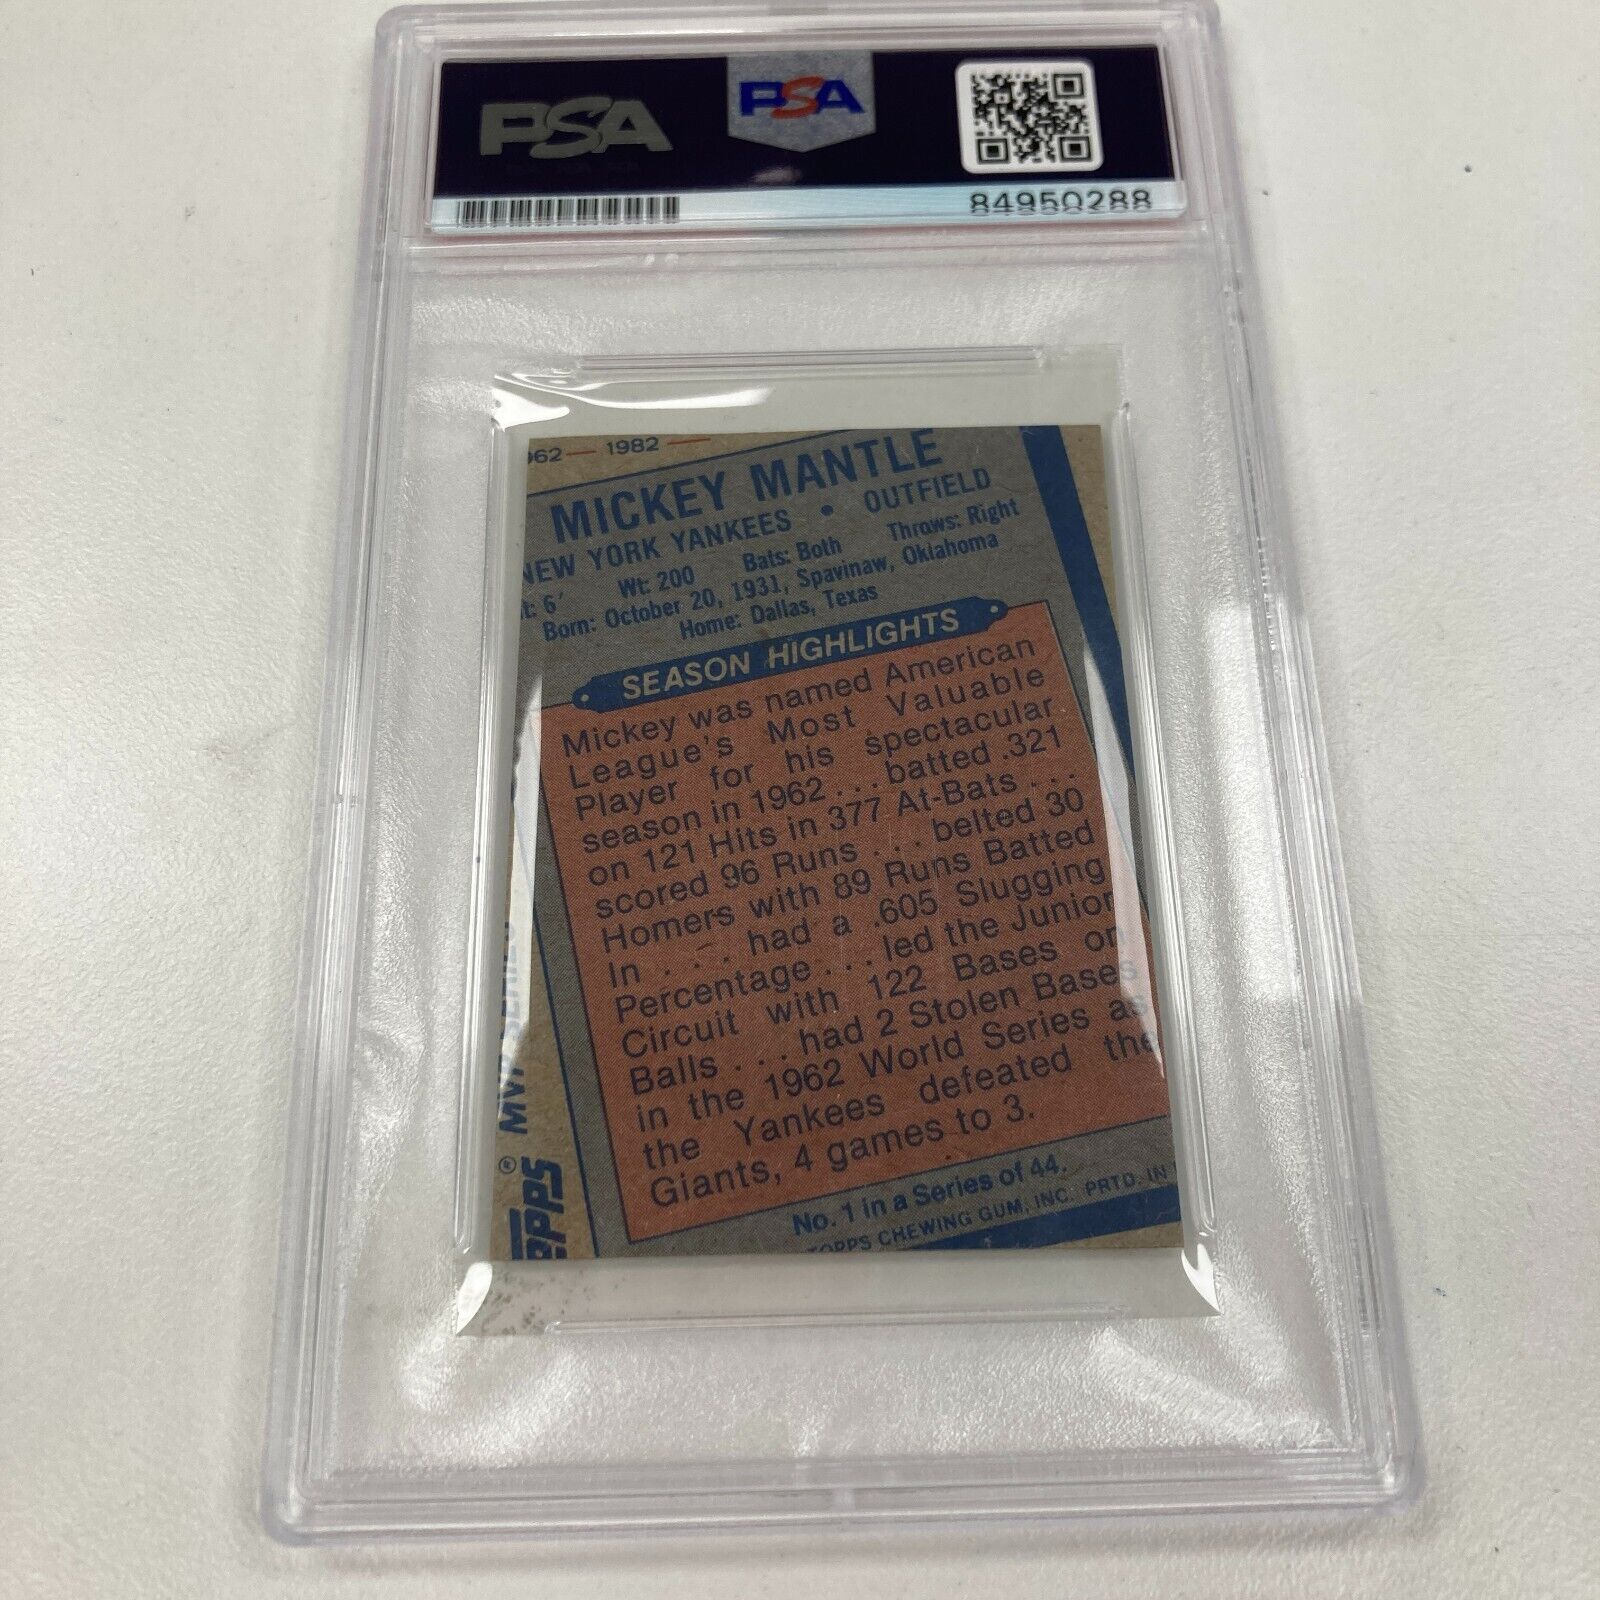 PSA
PSA
84950288
962 — 1982 —
MICKEY MANTLE
NEW YORK YANKEES • OUTFIELD
t: 6' Wt: 200 Bats: Both Throws: Right
Born: October 20, 1931, Spavinaw, Oklahoma
Home: Dallas, Texas
SEASON HIGHLIGHTS
Mickey was named American
League's Most Valuable
Player for his spectacular
season in 1962 . . . batted .321
on 121 Hits in 377 At-Bats . . .
scored 96 Runs . . . belted 30
Homers with 89 Runs Batted
In . . . had a .605 Slugging
Percentage . . . led the Junior
Circuit with 122 Bases on
Balls . . . had 2 Stolen Bases
in the 1962 World Series as
the Yankees defeated the
Giants, 4 games to 3.
No. 1 in a Series of 44.
TOPPS CHEWING GUM, INC. PRTD. IN
MVP SERIES
OPPS®